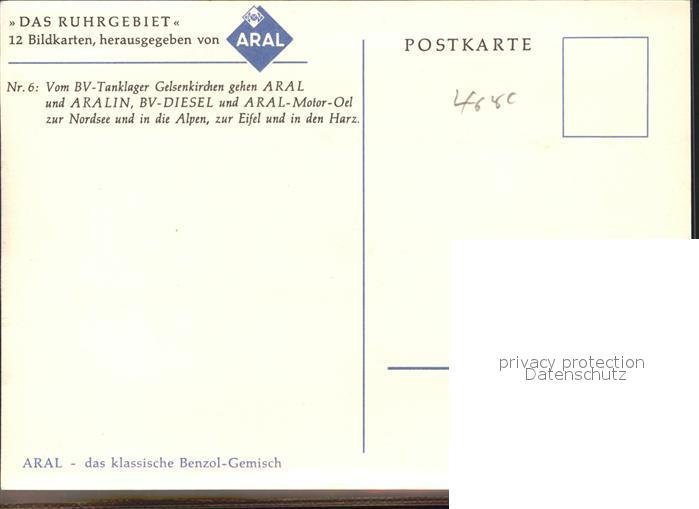 »DAS RUHRGEBIET«
12 Bildkarten, herausgegeben von
ARAL
Nr. 6: Vom BV-Tanklager Gelsenkirchen gehen ARAL
und ARALIN, BV-DIESEL und ARAL-Motor-Oel
zur Nordsee und in die Alpen, zur Eifel und in den Harz.
ARAL - das klassische Benzol-Gemisch
POSTKARTE
privacy protection
Datenschutz